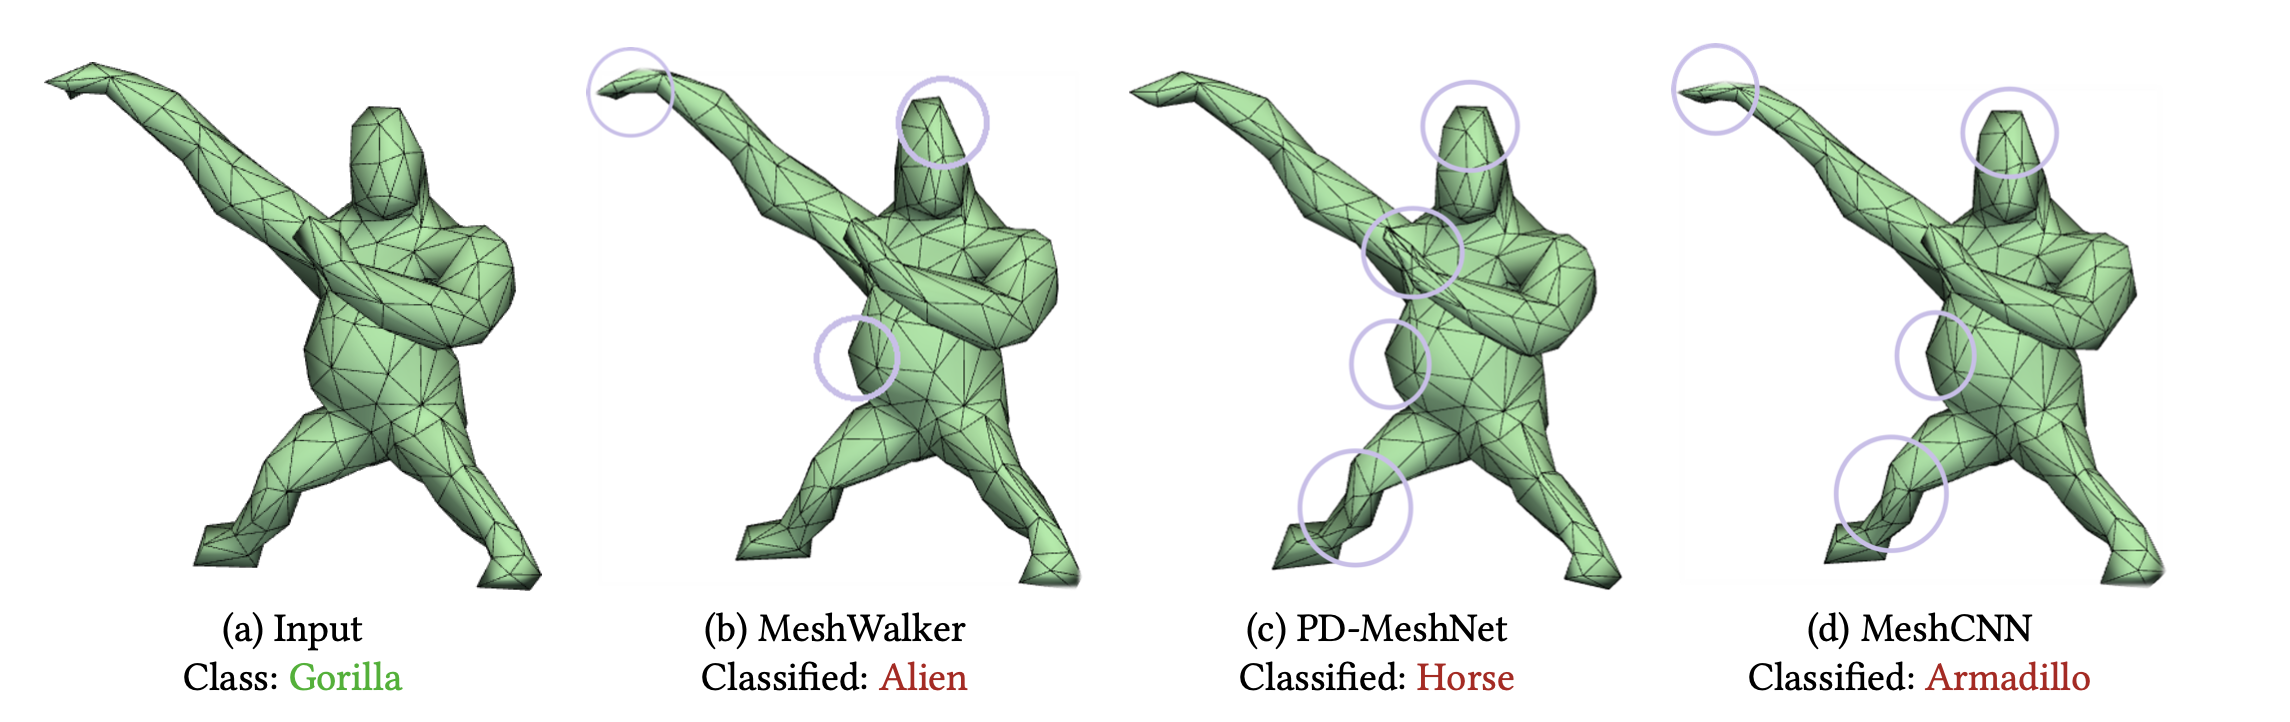 (a) Input
Class: Gorilla
(b) MeshWalker
Classified: Alien
(c) PD-MeshNet
Classified: Horse
(d) MeshCNN
Classified: Armadillo